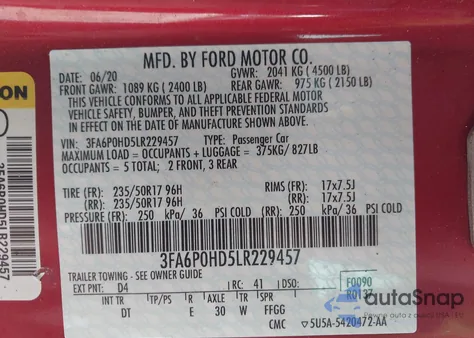 MFD. BY FORD MOTOR CO.
DATE: 06/20 GVWR: 2041 KG (4500 LB)
FRONT GAWR: 1089 KG (2400 LB) REAR GAWR: 975 KG (2150 LB)
THIS VEHICLE CONFORMS TO ALL APPLICABLE FEDERAL MOTOR
VEHICLE SAFETY, BUMPER, AND THEFT PREVENTION STANDARDS
IN EFFECT ON THE DATE OF MANUFACTURE SHOWN ABOVE.
VIN: 3FA6P0HD5LR229457 TYPE: Passenger Car
MAXIMUM LOAD = OCCUPANTS + LUGGAGE = 375KG/ 827LB
OCCUPANTS = 5 TOTAL; 2 FRONT, 3 REAR
TIRE (FR): 235/50R17 96H RIMS (FR): 17x7.5J
TIRE (RR): 235/50R17 96H RIMS (RR): 17x7.5J
PRESSURE (FR): 250 kPa/ 36 PSI COLD (RR): 250 kPa/ 36 PSI COLD
3FA6P0HD5LR229457
TRAILER TOWING - SEE OWNER GUIDE
EXT PNT: D4 RC: 41 DSO: F0090
R0137
INT TR TP/PS R AXLE TR SPR
DT E 30 W FFGG
CMC 5U5A-5420472-AA
ON
3FA6P0HD5LR229457
autoSnap